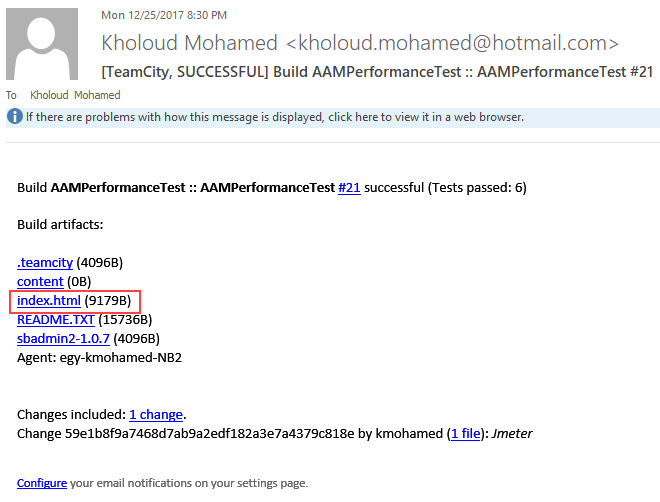 Mon 12/25/2017 8:30 PM
Kholoud Mohamed <kholoud.mohamed@hotmail.com>
[TeamCity, SUCCESSFUL] Build AAMPerformanceTest :: AAMPerformanceTest #21
To Kholoud Mohamed
If there are problems with how this message is displayed, click here to view it in a web browser.
Build AAMPerformanceTest :: AAMPerformanceTest #21 successful (Tests passed: 6)
Build artifacts:
.teamcity (4096B)
content (0B)
index.html (9179B)
README.TXT (15736B)
sbadmin2-1.0.7 (4096B)
Agent: egy-kmohamed-NB2
Changes included: 1 change.
Change 59e1b8f9a7468d7ab9a2edf182a3e7a4379c818e by kmohamed (1 file): Jmeter
Configure your email notifications on your settings page.